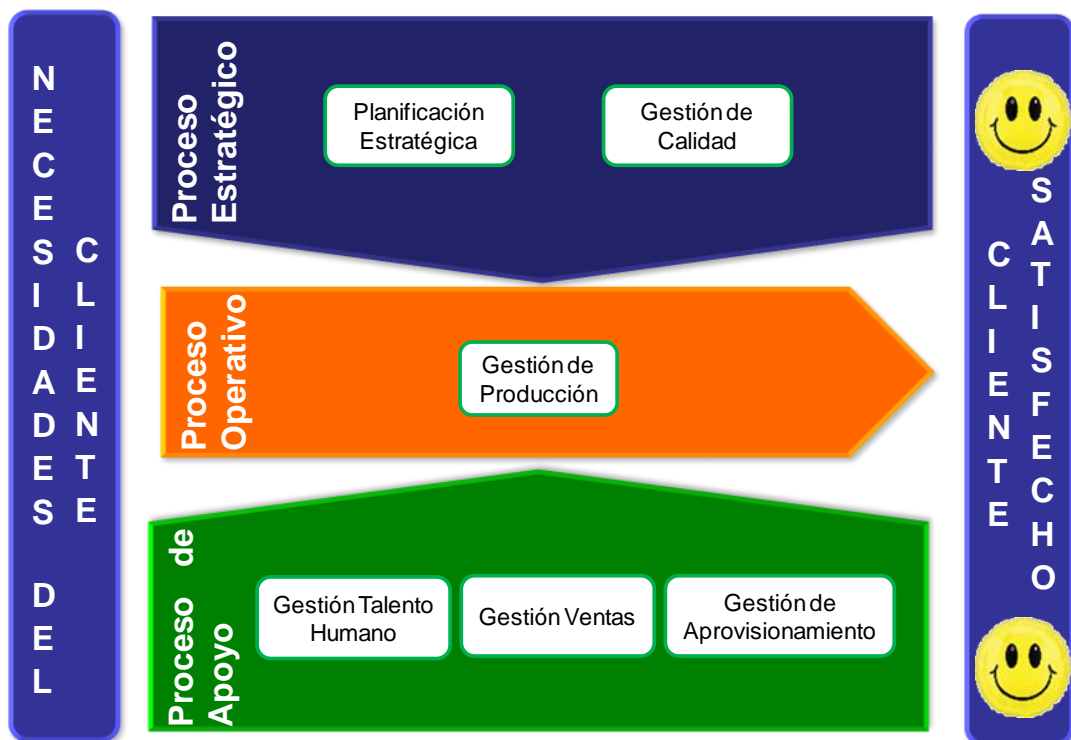 NECESIDADES DEL
CLIENTE
Proceso
Estratégico
Planificación
Estratégica
Gestión de
Calidad
Proceso
Operativo
Gestión de
Producción
Proceso de
Apoyo
Gestión Talento
Humano
Gestión Ventas
Gestión de
Aprovisionamiento
CLIENTE
SATISFECHO